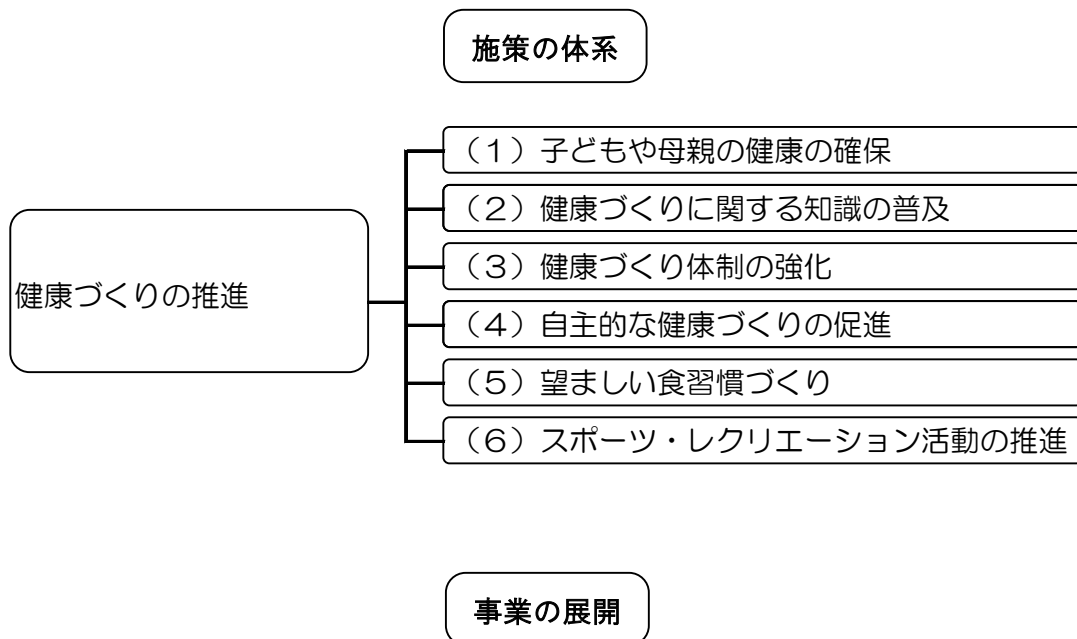 施策の体系
（１）子どもや母親の健康の確保
（２）健康づくりに関する知識の普及
（３）健康づくり体制の強化
健康づくりの推進
（４）自主的な健康づくりの促進
（５）望ましい食習慣づくり
（６）スポーツ・レクリエーション活動の推進
事業の展開